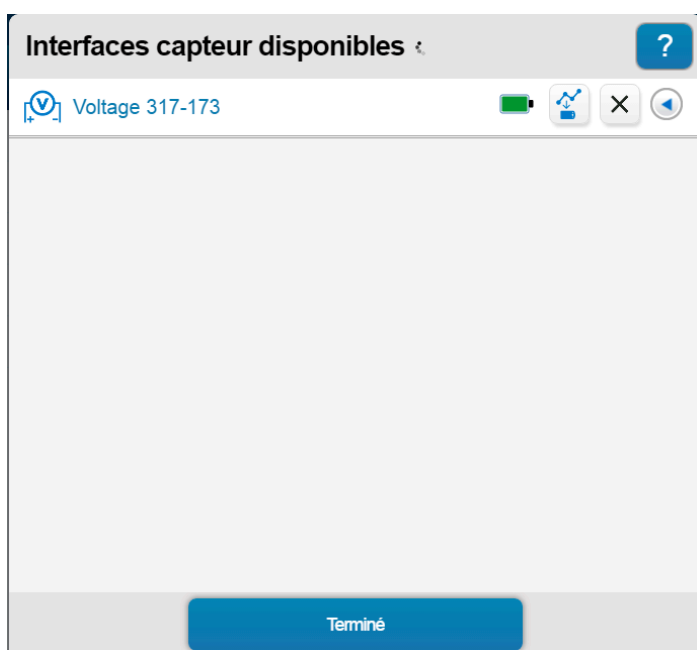 Interfaces capteur disponibles
?
V
+ -
Voltage 317-173
Terminé